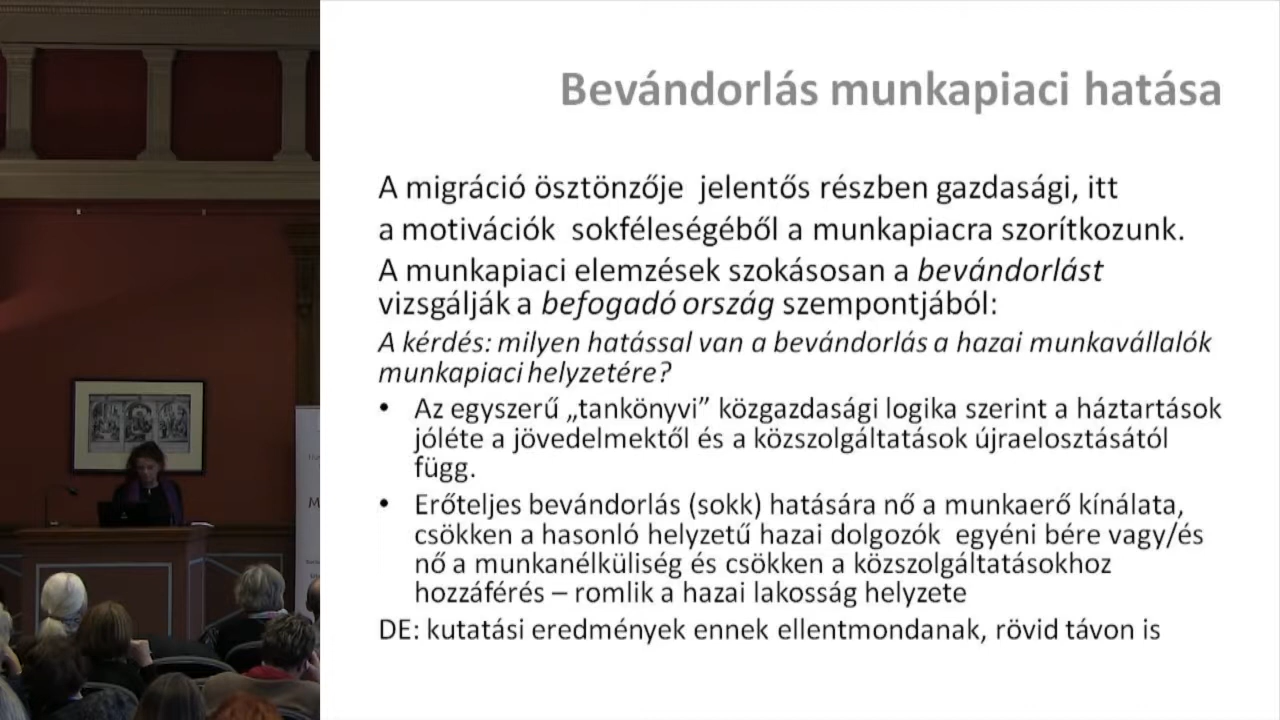 Bevándorlás munkapiaci hatása
A migráció ösztönzője jelentős részben gazdasági, itt
a motivációk sokféleségéből a munkapiacra szorítkozunk.
A munkapiaci elemzések szokásosan a bevándorlást
vizsgálják a befogadó ország szempontjából:
A kérdés: milyen hatással van a bevándorlás a hazai munkavállalók
munkapiaci helyzetére?
• Az egyszerű „tankönyvi” közgazdasági logika szerint a háztartások
jóléte a jövedelmektől és a közszolgáltatások újraelosztásától
függ.
• Erőteljes bevándorlás (sokk) hatására nő a munkaerő kínálata,
csökken a hasonló helyzetű hazai dolgozók egyéni bére vagy/és
nő a munkanélküliség és csökken a közszolgáltatásokhoz
hozzáférés – romlik a hazai lakosság helyzete
DE: kutatási eredmények ennek ellentmondanak, rövid távon is